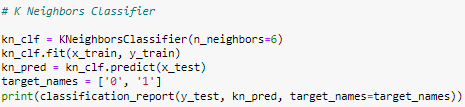 # K Neighbors Classifier
kn_clf = KNeighborsClassifier(n_neighbors=6)
kn_clf.fit(x_train, y_train)
kn_pred = kn_clf.predict(x_test)
target_names = ['0', '1']
print(classification_report(y_test, kn_pred, target_names=target_names))